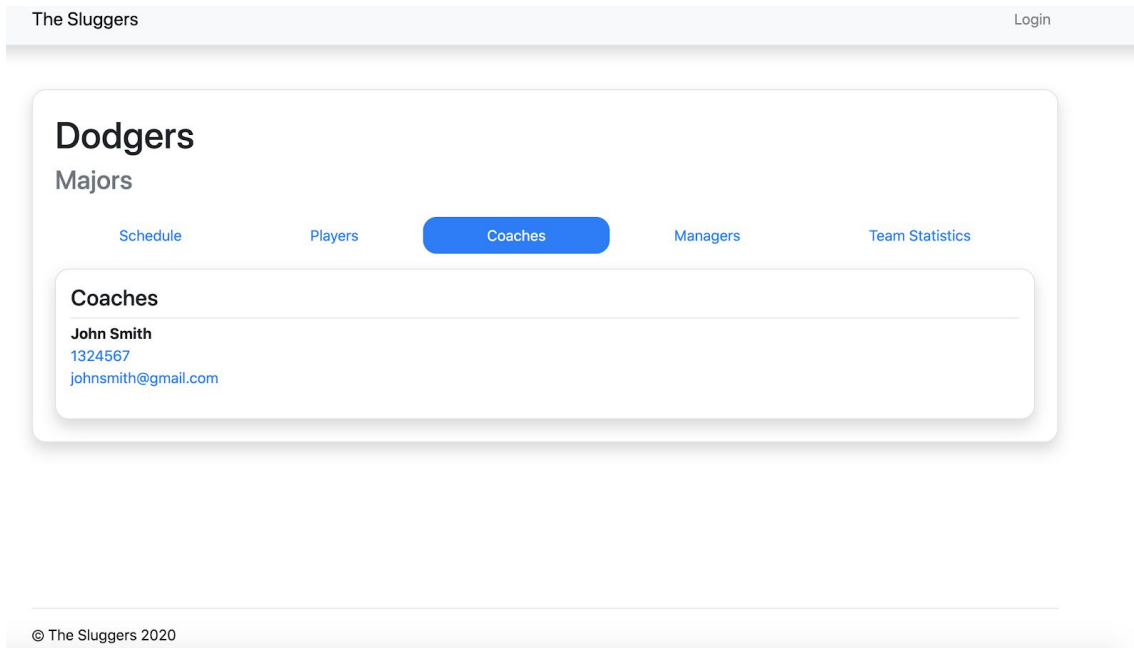 The Sluggers Login
Dodgers
Majors
Schedule Players Coaches Managers Team Statistics
Coaches
John Smith
1324567
johnsmith@gmail.com
© The Sluggers 2020